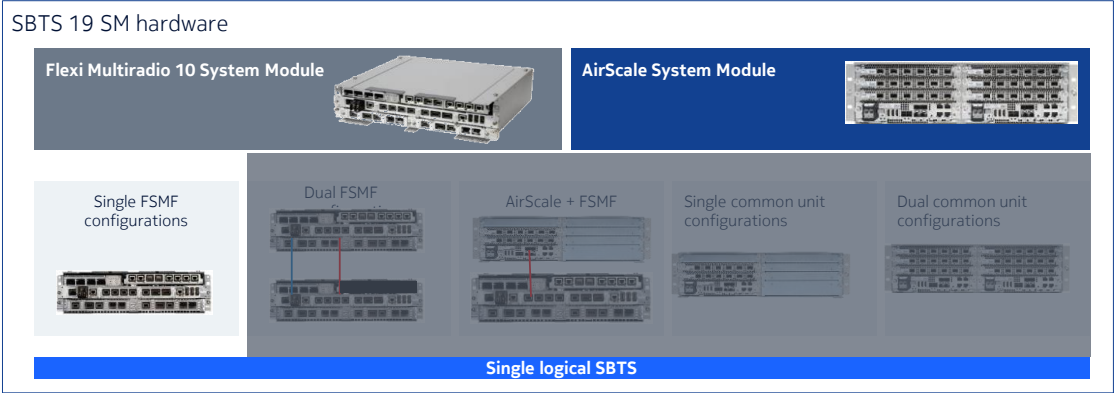 SBTS 19 SM hardware
Flexi Multiradio 10 System Module
AirScale System Module
Single FSMF
configurations
Dual FSMF
AirScale + FSMF
Single common unit
configurations
Dual common unit
configurations
Single logical SBTS